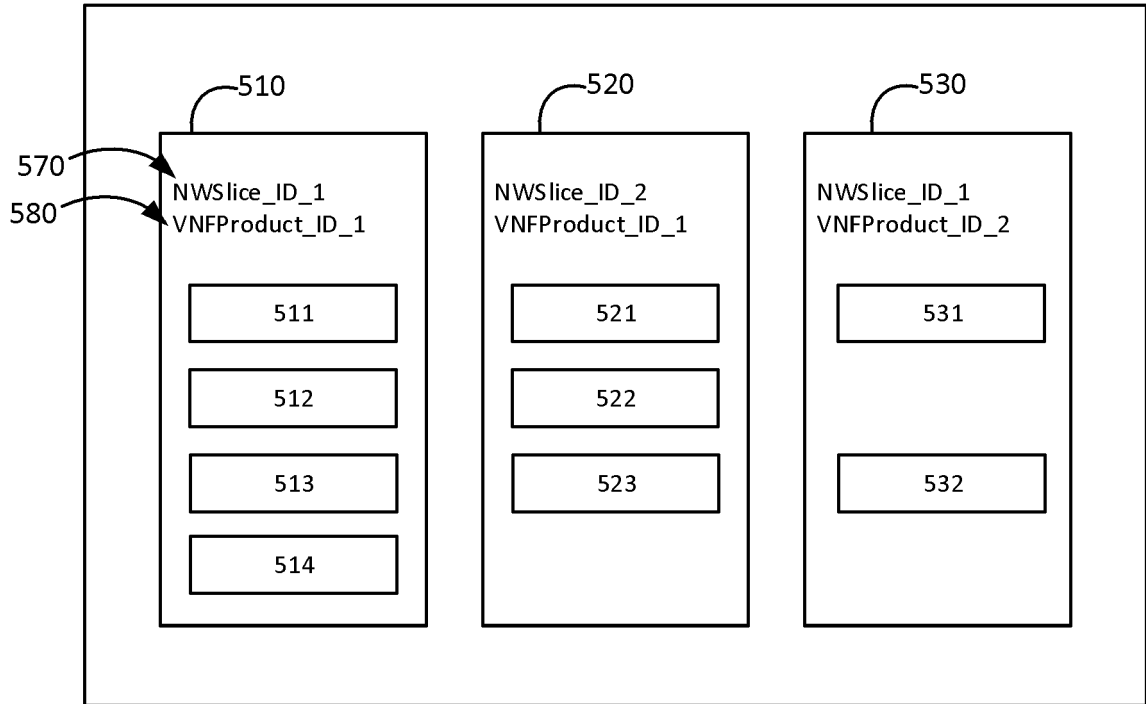 510
520
530
570
580
NWSlice_ID_1
VNFProduct_ID_1
511
512
513
514
NWSlice_ID_2
VNFProduct_ID_1
521
522
523
NWSlice_ID_1
VNFProduct_ID_2
531
532